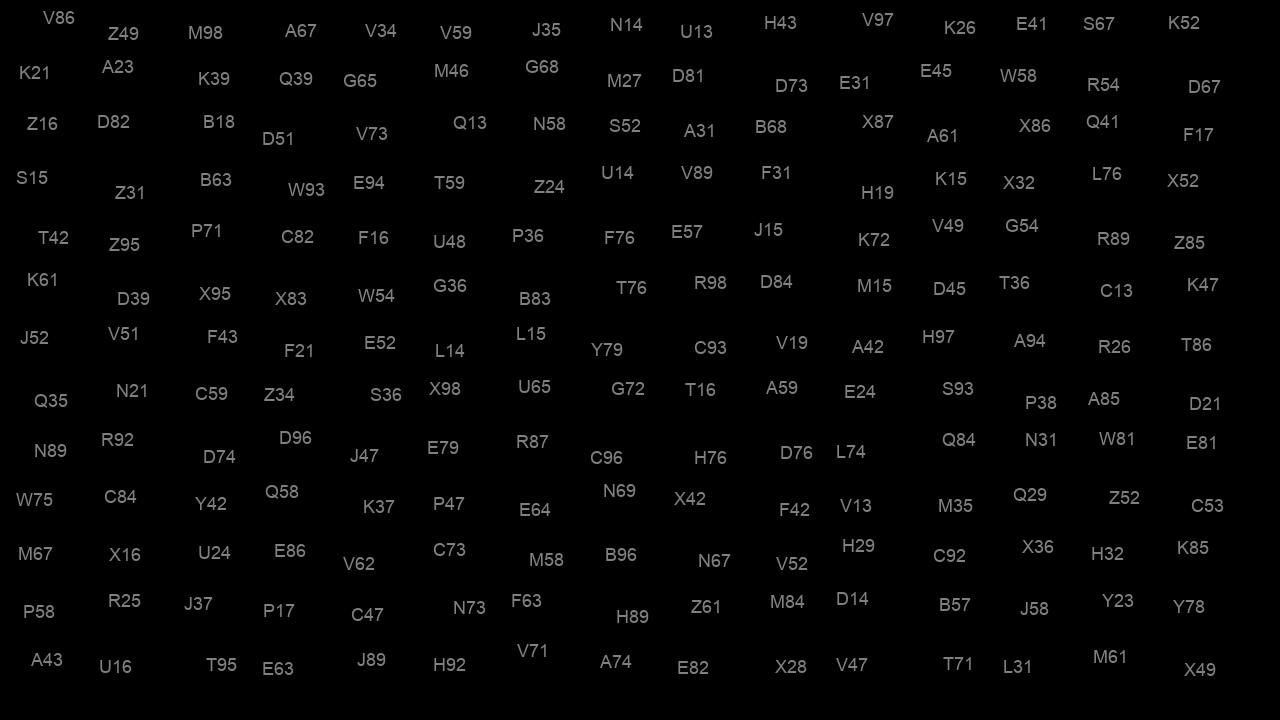 V86 Z49 M98 A67 V34 V59 J35 N14 U13 H43 V97 K26 E41 S67 K52
K21 A23 K39 Q39 G65 M46 G68 M27 D81 D73 E31 E45 W58 R54 D67
Z16 D82 B18 D51 V73 Q13 N58 S52 A31 B68 X87 A61 X86 Q41 F17
S15 Z31 B63 W93 E94 T59 Z24 U14 V89 F31 H19 K15 X32 L76 X52
T42 Z95 P71 C82 F16 U48 P36 F76 E57 J15 K72 V49 G54 R89 Z85
K61 D39 X95 X83 W54 G36 B83 T76 R98 D84 M15 D45 T36 C13 K47
J52 V51 F43 F21 E52 L14 L15 Y79 C93 V19 A42 H97 A94 R26 T86
Q35 N21 C59 Z34 S36 X98 U65 G72 T16 A59 E24 S93 P38 A85 D21
N89 R92 D74 D96 J47 E79 R87 C96 H76 D76 L74 Q84 N31 W81 E81
W75 C84 Y42 Q58 K37 P47 E64 N69 X42 F42 V13 M35 Q29 Z52 C53
M67 X16 U24 E86 V62 C73 M58 B96 N67 V52 H29 C92 X36 H32 K85
P58 R25 J37 P17 C47 N73 F63 H89 Z61 M84 D14 B57 J58 Y23 Y78
A43 U16 T95 E63 J89 H92 V71 A74 E82 X28 V47 T71 L31 M61 X49